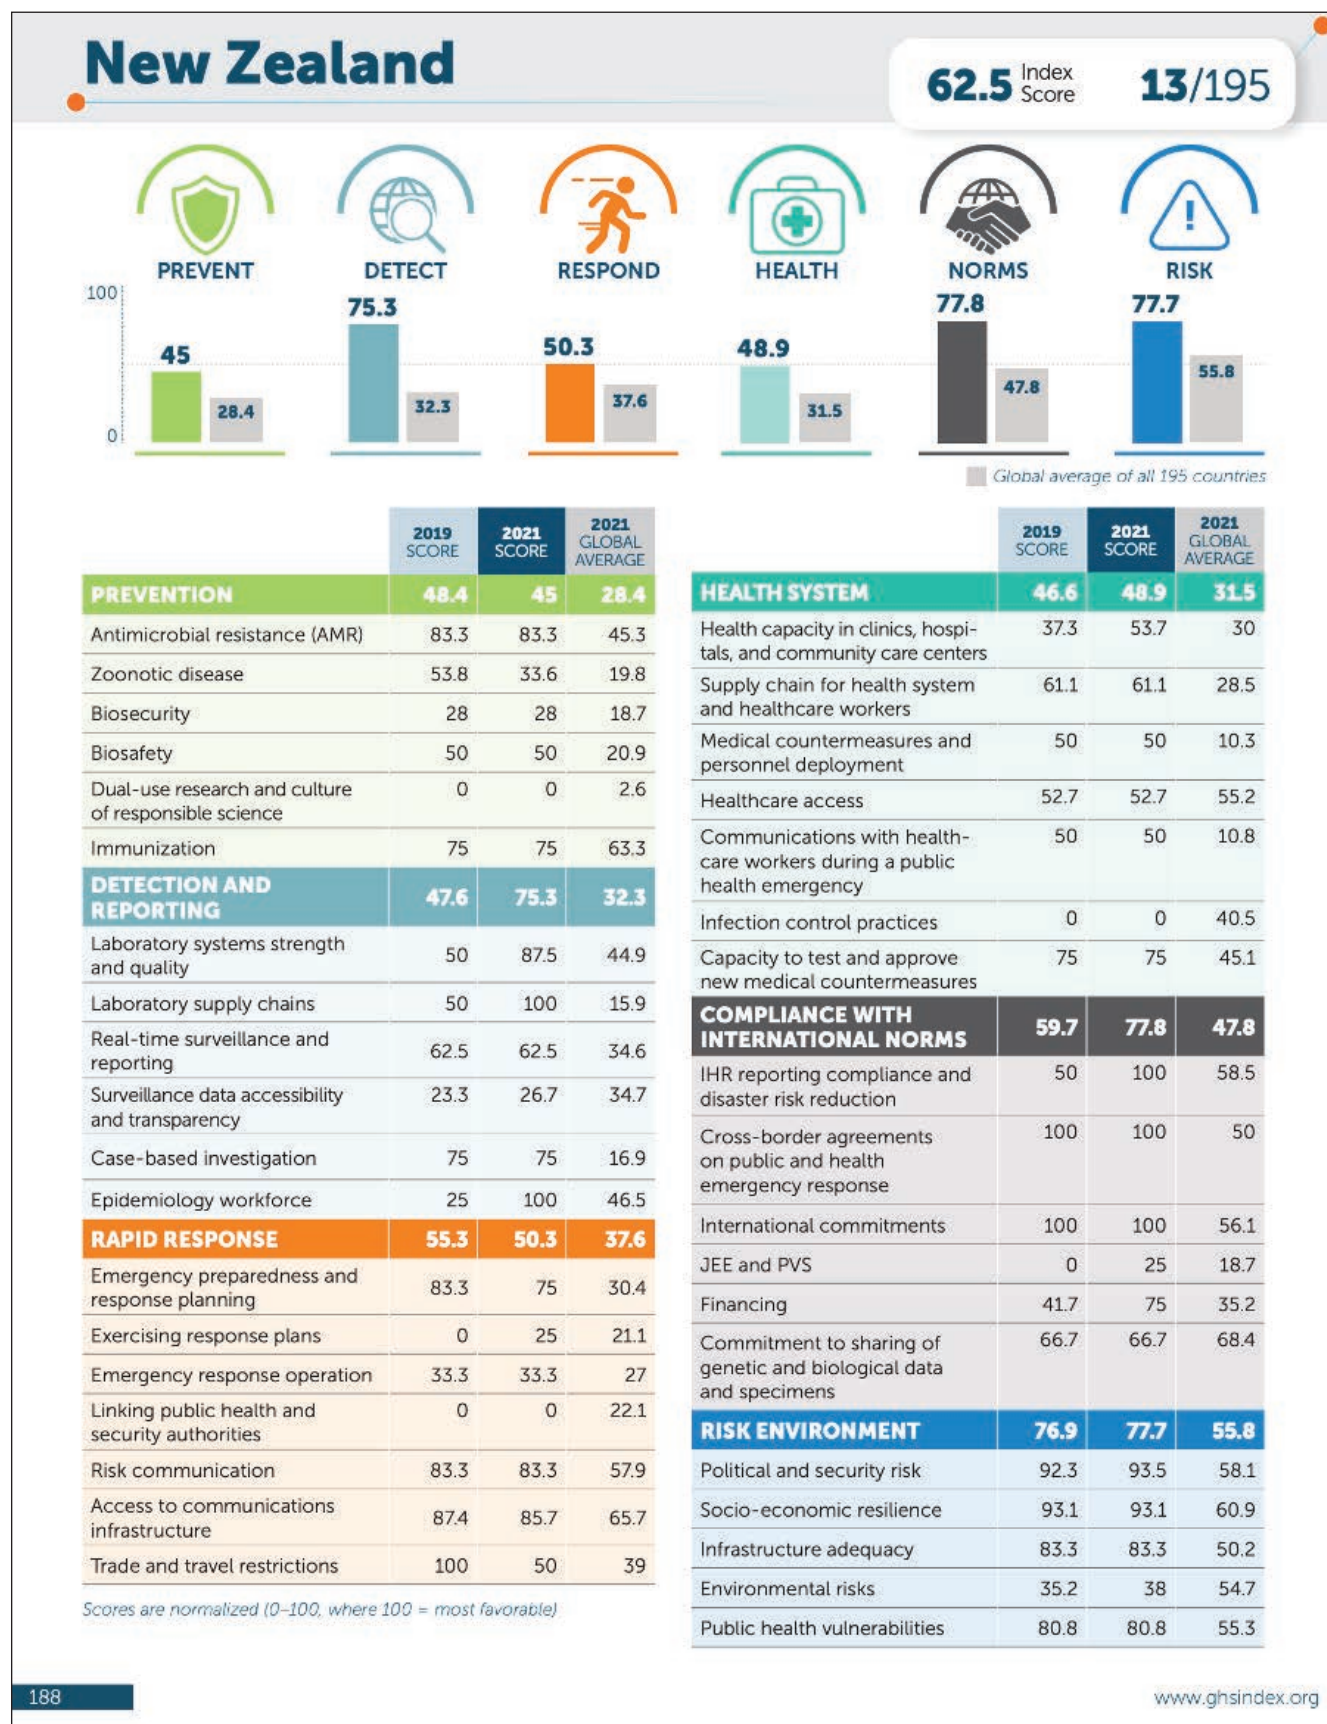 New Zealand
62.5 Index Score 13/195
PREVENT DETECT RESPOND HEALTH NORMS RISK
100
0
45 28.4
75.3 32.3
50.3 37.6
48.9 31.5
77.8 47.8
77.7 55.8
Global average of all 195 countries
2019 SCORE 2021 SCORE 2021 GLOBAL AVERAGE
PREVENTION 48.4 45 28.4
Antimicrobial resistance (AMR) 83.3 83.3 45.3
Zoonotic disease 53.8 33.6 19.8
Biosecurity 28 28 18.7
Biosafety 50 50 20.9
Dual-use research and culture 0 0 2.6
of responsible science
Immunization 75 75 63.3
DETECTION AND
REPORTING 47.6 75.3 32.3
Laboratory systems strength
and quality 50 87.5 44.9
Laboratory supply chains 50 100 15.9
Real-time surveillance and
reporting 62.5 62.5 34.6
Surveillance data accessibility 23.3 26.7 34.7
and transparency
Case-based investigation 75 75 16.9
Epidemiology workforce 25 100 46.5
RAPID RESPONSE 55.3 50.3 37.6
Emergency preparedness and
response planning 83.3 75 30.4
Exercising response plans 0 25 21.1
Emergency response operation 33.3 33.3 27
Linking public health and 0 0 22.1
security authorities
Risk communication 83.3 83.3 57.9
Access to communications
infrastructure 87.4 85.7 65.7
Trade and travel restrictions 100 50 39
Scores are normalized (0–100, where 100 = most favorable)
2019 SCORE 2021 SCORE 2021 GLOBAL AVERAGE
HEALTH SYSTEM 46.6 48.9 31.5
Health capacity in clinics, hospi- 37.3 53.7 30
tals, and community care centers
Supply chain for health system 61.1 61.1 28.5
and healthcare workers
Medical countermeasures and 50 50 10.3
personnel deployment
Healthcare access 52.7 52.7 55.2
Communications with health- 50 50 10.8
care workers during a public
health emergency
Infection control practices 0 0 40.5
Capacity to test and approve 75 75 45.1
new medical countermeasures
COMPLIANCE WITH
INTERNATIONAL NORMS 59.7 77.8 47.8
IHR reporting compliance and 50 100 58.5
disaster risk reduction
Cross-border agreements 100 100 50
on public and health
emergency response
International commitments 100 100 56.1
JEE and PVS 0 25 18.7
Financing 41.7 75 35.2
Commitment to sharing of 66.7 66.7 68.4
genetic and biological data
and specimens
RISK ENVIRONMENT 76.9 77.7 55.8
Political and security risk 92.3 93.5 58.1
Socio-economic resilience 93.1 93.1 60.9
Infrastructure adequacy 83.3 83.3 50.2
Environmental risks 35.2 38 54.7
Public health vulnerabilities 80.8 80.8 55.3
188
www.ghsindex.org